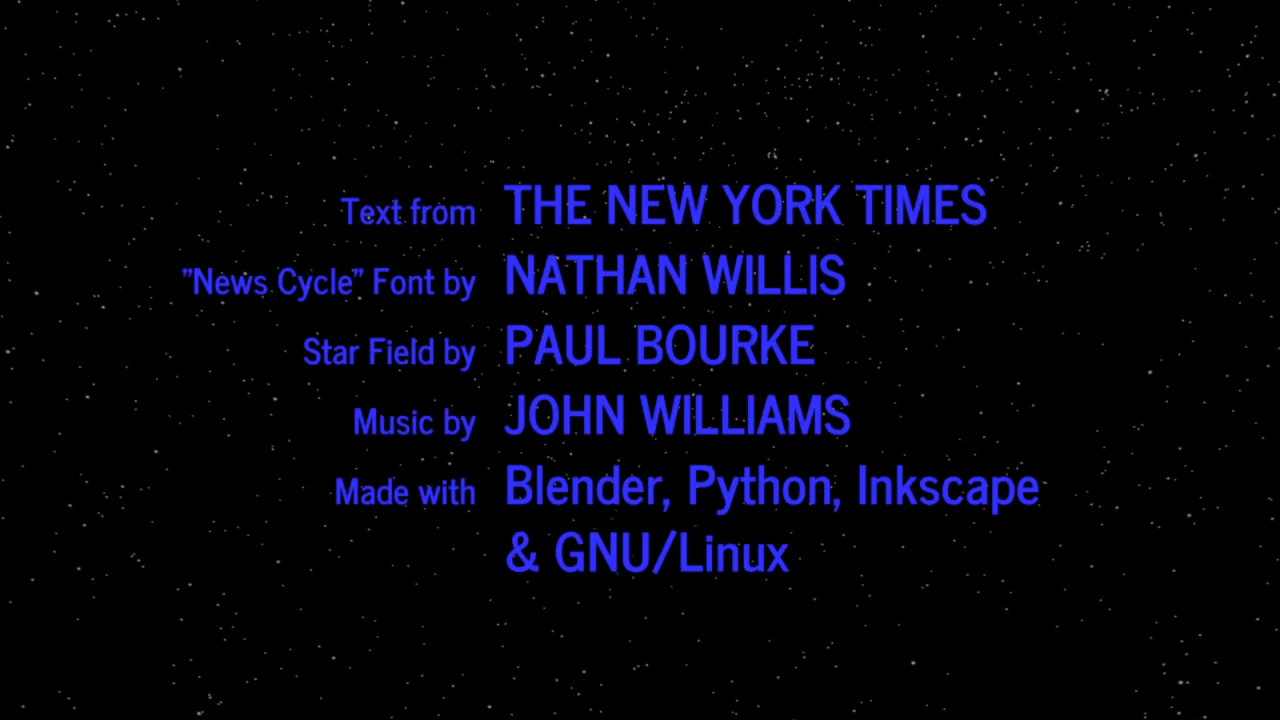 Text from THE NEW YORK TIMES
"News Cycle" Font by NATHAN WILLIS
Star Field by PAUL BOURKE
Music by JOHN WILLIAMS
Made with Blender, Python, Inkscape
& GNU/Linux